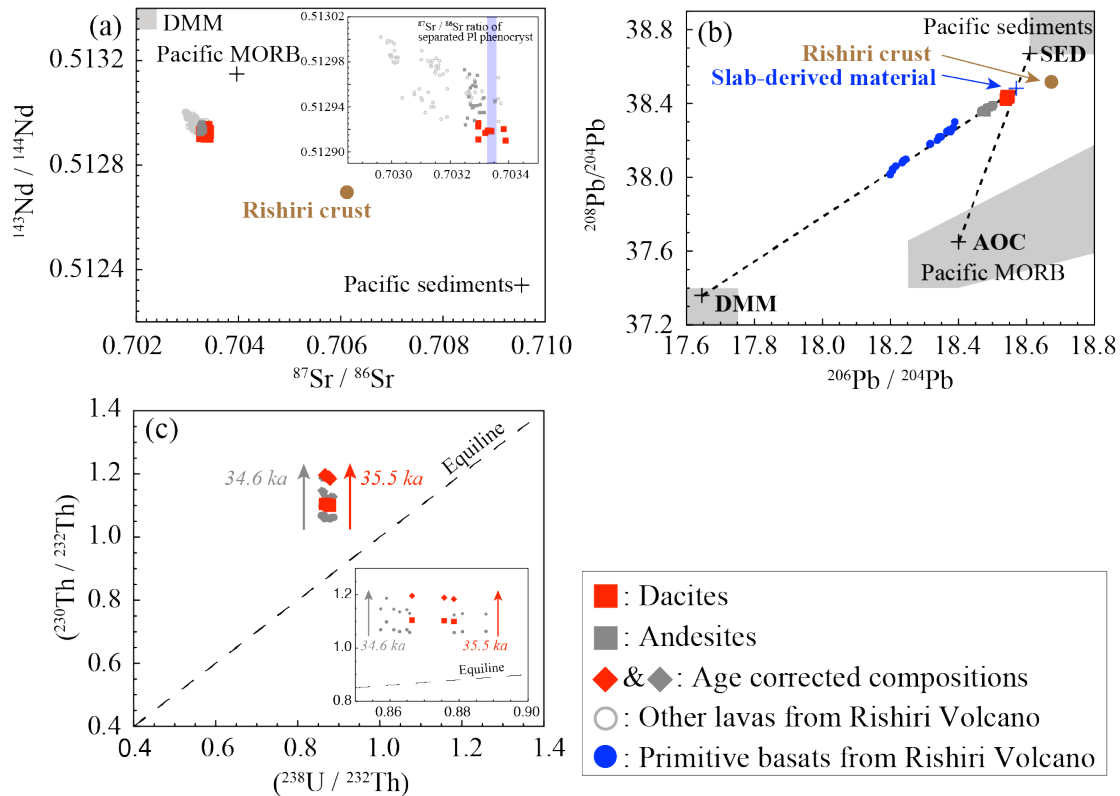 (a)
DMM
Pacific MORB
Rishiri crust
Pacific sediments
⁸⁷Sr / ⁸⁶Sr ratio of
separated Pl phenocryst
0.51302
0.51298
0.51294
0.51290
0.7030
0.7032
0.7034
0.5132
0.5128
0.5124
¹⁴³Nd / ¹⁴⁴Nd
0.702
0.704
0.706
0.708
0.710
⁸⁷Sr / ⁸⁶Sr
(b)
Pacific sediments
SED
Rishiri crust
Slab-derived material
AOC
Pacific MORB
DMM
38.8
38.4
38.0
37.6
37.2
²⁰⁸Pb/²⁰⁴Pb
17.6
17.8
18.0
18.2
18.4
18.6
18.8
²⁰⁶Pb / ²⁰⁴Pb
(c)
Equiline
34.6 ka
35.5 ka
1.4
1.2
1.0
0.8
0.6
0.4
(²³⁰Th / ²³²Th)
1.2
1.1
1.0
0.9
0.8
34.6 ka
35.5 ka
Equiline
0.86
0.88
0.90
0.4
0.6
0.8
1.0
1.2
1.4
(²³⁸U / ²³²Th)
: Dacites
: Andesites
& : Age corrected compositions
: Other lavas from Rishiri Volcano
: Primitive basats from Rishiri Volcano